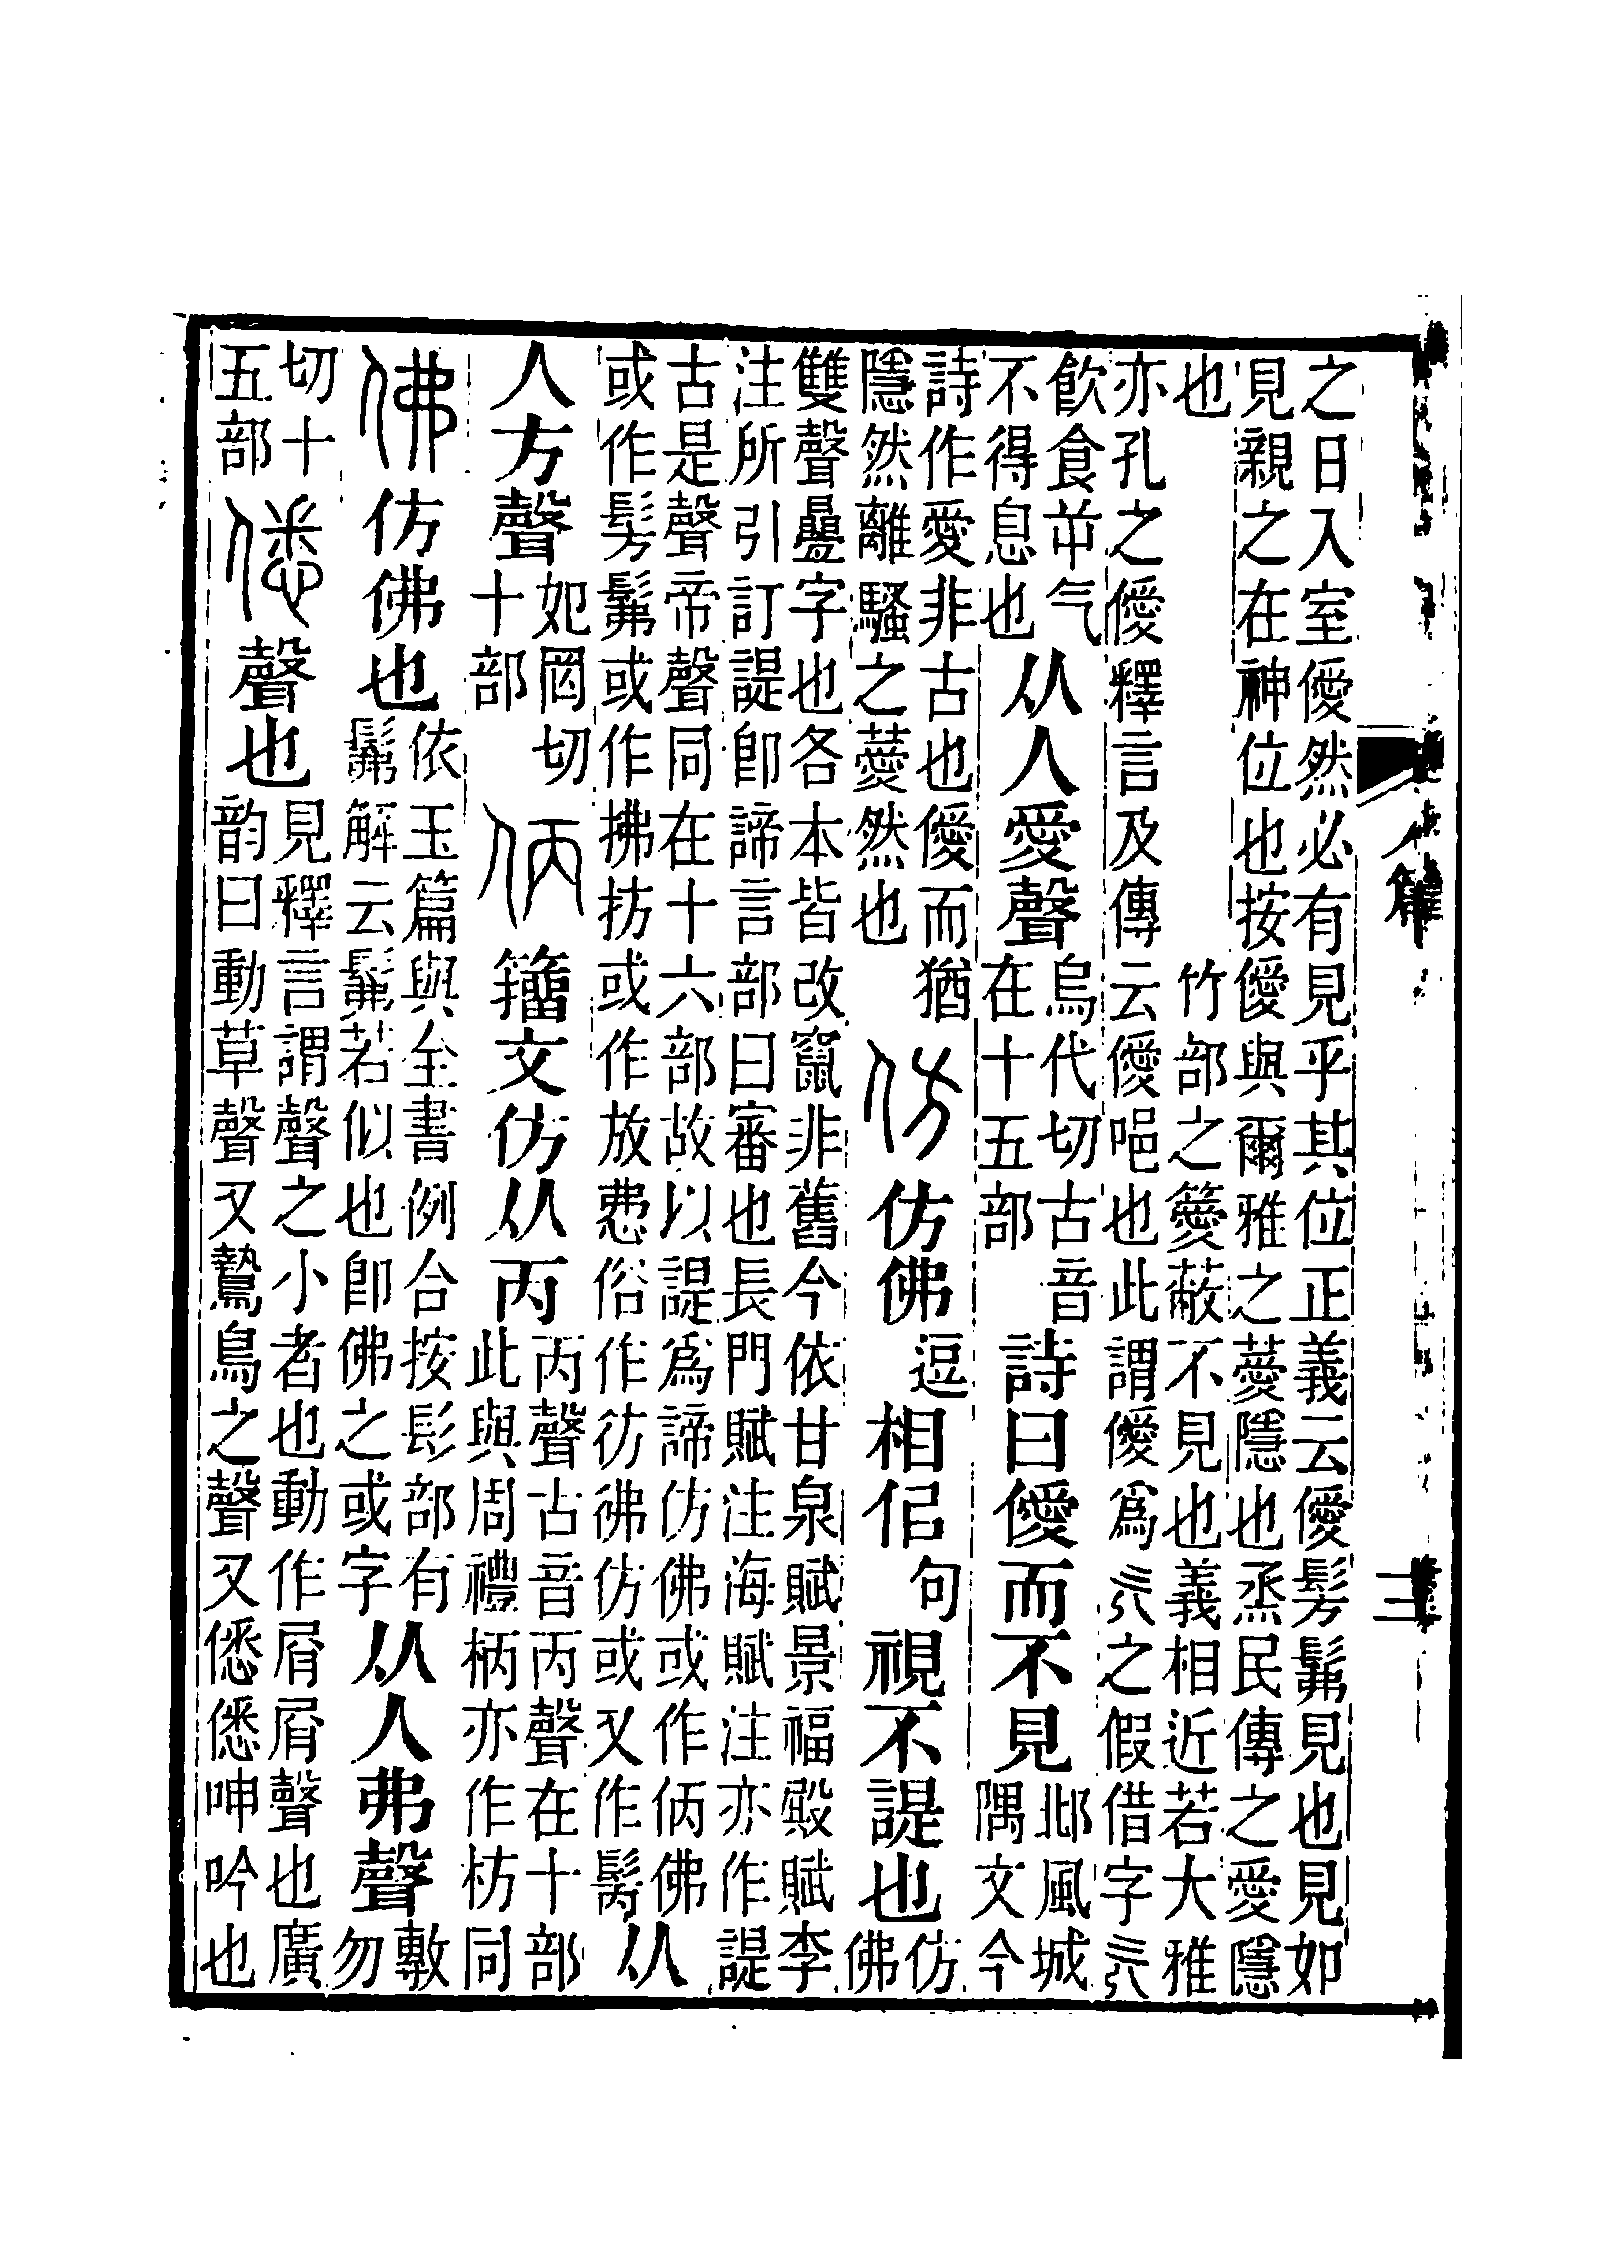 八篇
三
之日入室僾然必有見乎其位正義云僾髣髴見也見如
見親之在神位也按僾與爾雅之薆隱也烝民傳之愛隱
也　竹部之𥴨蔽不見也義相近若大雅
亦孔之僾釋言及傳云僾唈也此謂僾爲旡之假借字旡
飮食屰气
不得息也从人愛聲烏代切古音
在十五部詩曰僾而不見邶風城
隅文今
詩作愛非古也僾而猶
隱然離騷之薆然也仿仿佛逗相佀句視不諟也仿
佛
雙聲曡字也各本皆改竄非舊今依甘泉賦景福殿賦李
注所引訂諟卽諦言部曰審也長門賦注海賦注亦作諟
古是聲帝聲同在十六部故以諟爲諦仿佛或作㑂佛
或作髣髴或作拂㧍或作放悲俗作彷彿仿或又作髣从
人方聲妃罔切
十部㑂籒文仿从丙丙聲古音丙聲在十部
此與周禮柄亦作枋同
佛仿佛也依玉篇與全書例合按髟部有
髴解云髴若似也卽佛之或字从人弗聲敷
勿
切十
五部僁聲也見釋言謂聲之小者也動作屑屑聲也廣
韵曰動草聲又鷙鳥之聲又僁僁呻吟也